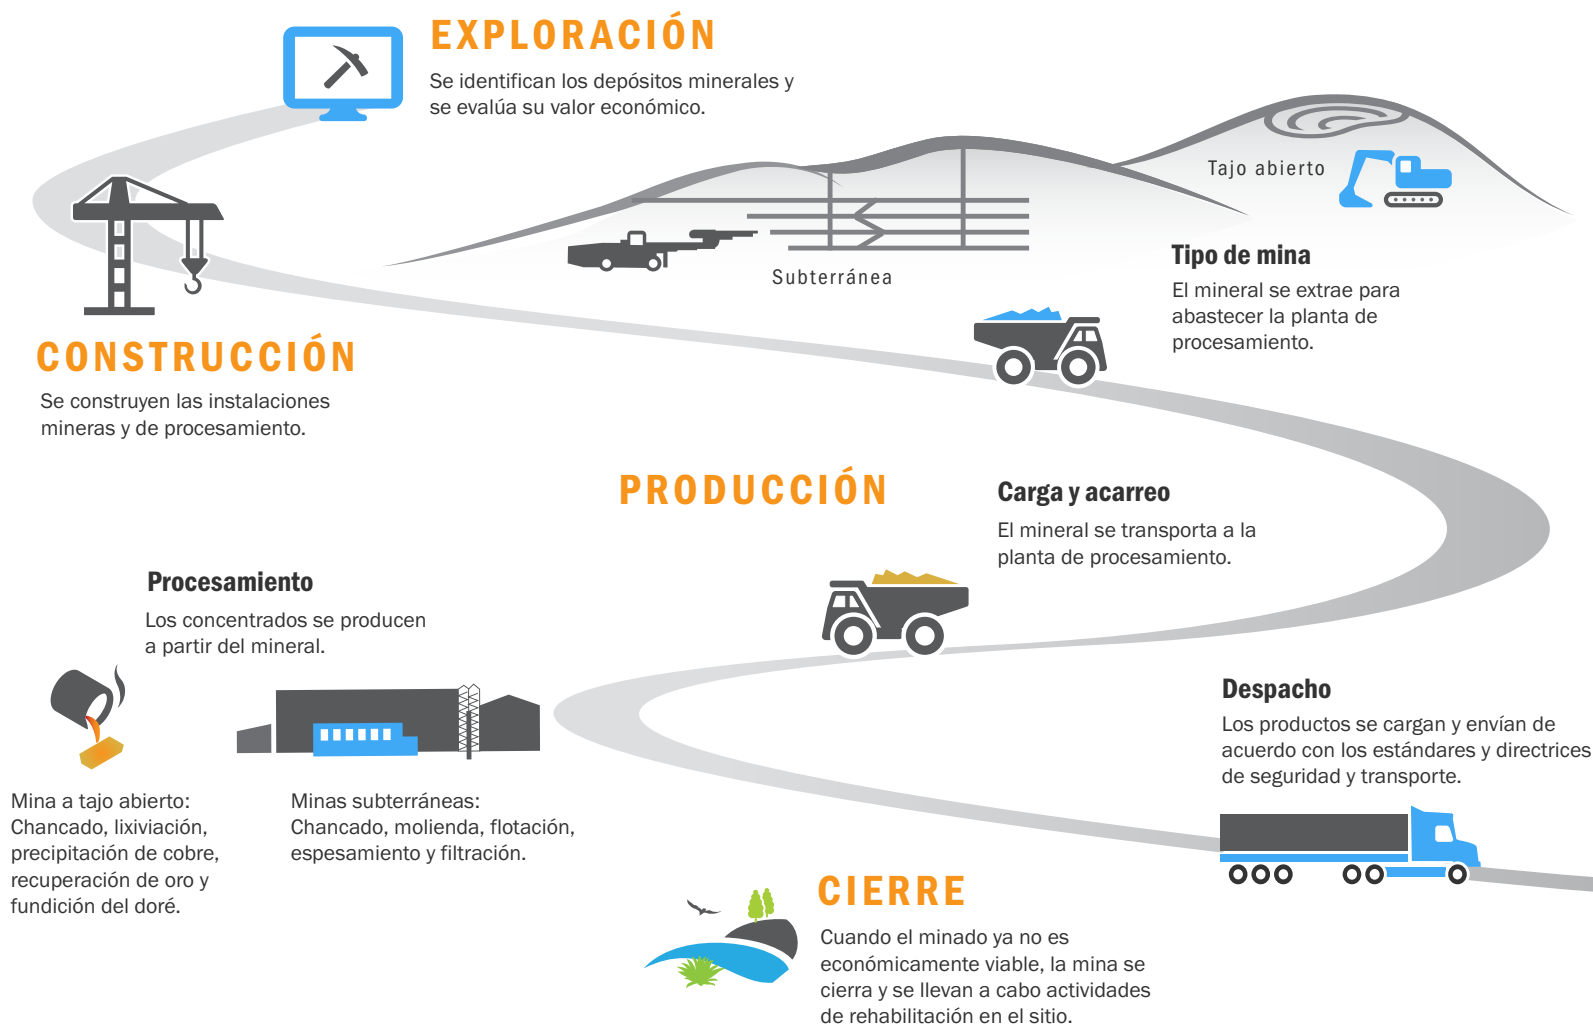 EXPLORACIÓN
Se identifican los depósitos minerales y
se evalúa su valor económico.
Tajo abierto
Subterránea
Tipo de mina
El mineral se extrae para
abastecer la planta de
procesamiento.
CONSTRUCCIÓN
Se construyen las instalaciones
mineras y de procesamiento.
PRODUCCIÓN
Carga y acarreo
El mineral se transporta a la
planta de procesamiento.
Procesamiento
Los concentrados se producen
a partir del mineral.
Mina a tajo abierto:
Chancado, lixiviación,
precipitación de cobre,
recuperación de oro y
fundición del doré.
Minas subterráneas:
Chancado, molienda, flotación,
espesamiento y filtración.
Despacho
Los productos se cargan y envían de
acuerdo con los estándares y directrices
de seguridad y transporte.
CIERRE
Cuando el minado ya no es
económicamente viable, la mina se
cierra y se llevan a cabo actividades
de rehabilitación en el sitio.